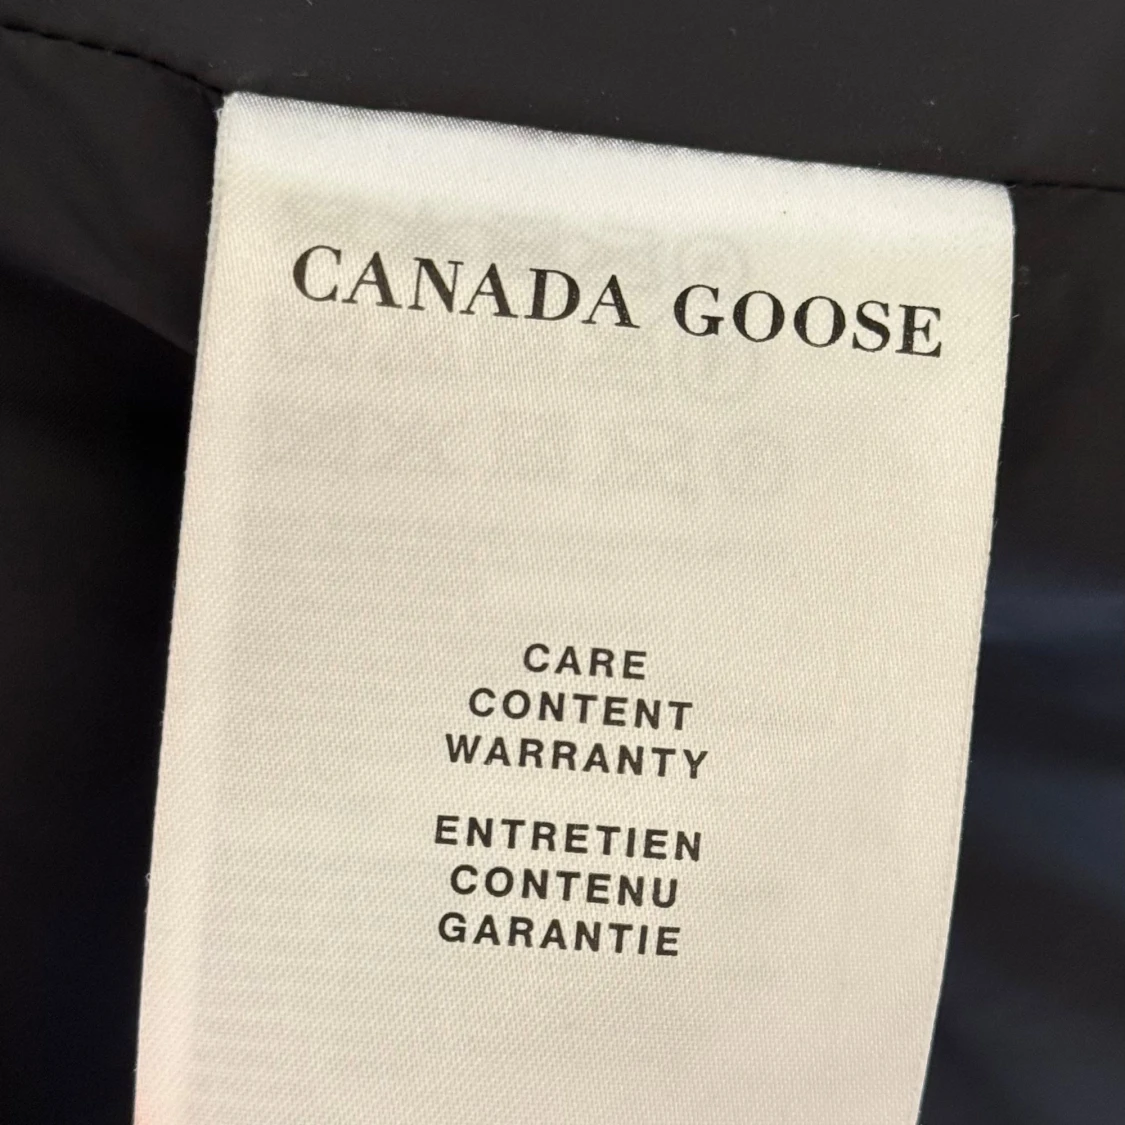 CANADA GOOSE
CARE
CONTENT
WARRANTY
ENTRETIEN
CONTENU
GARANTIE